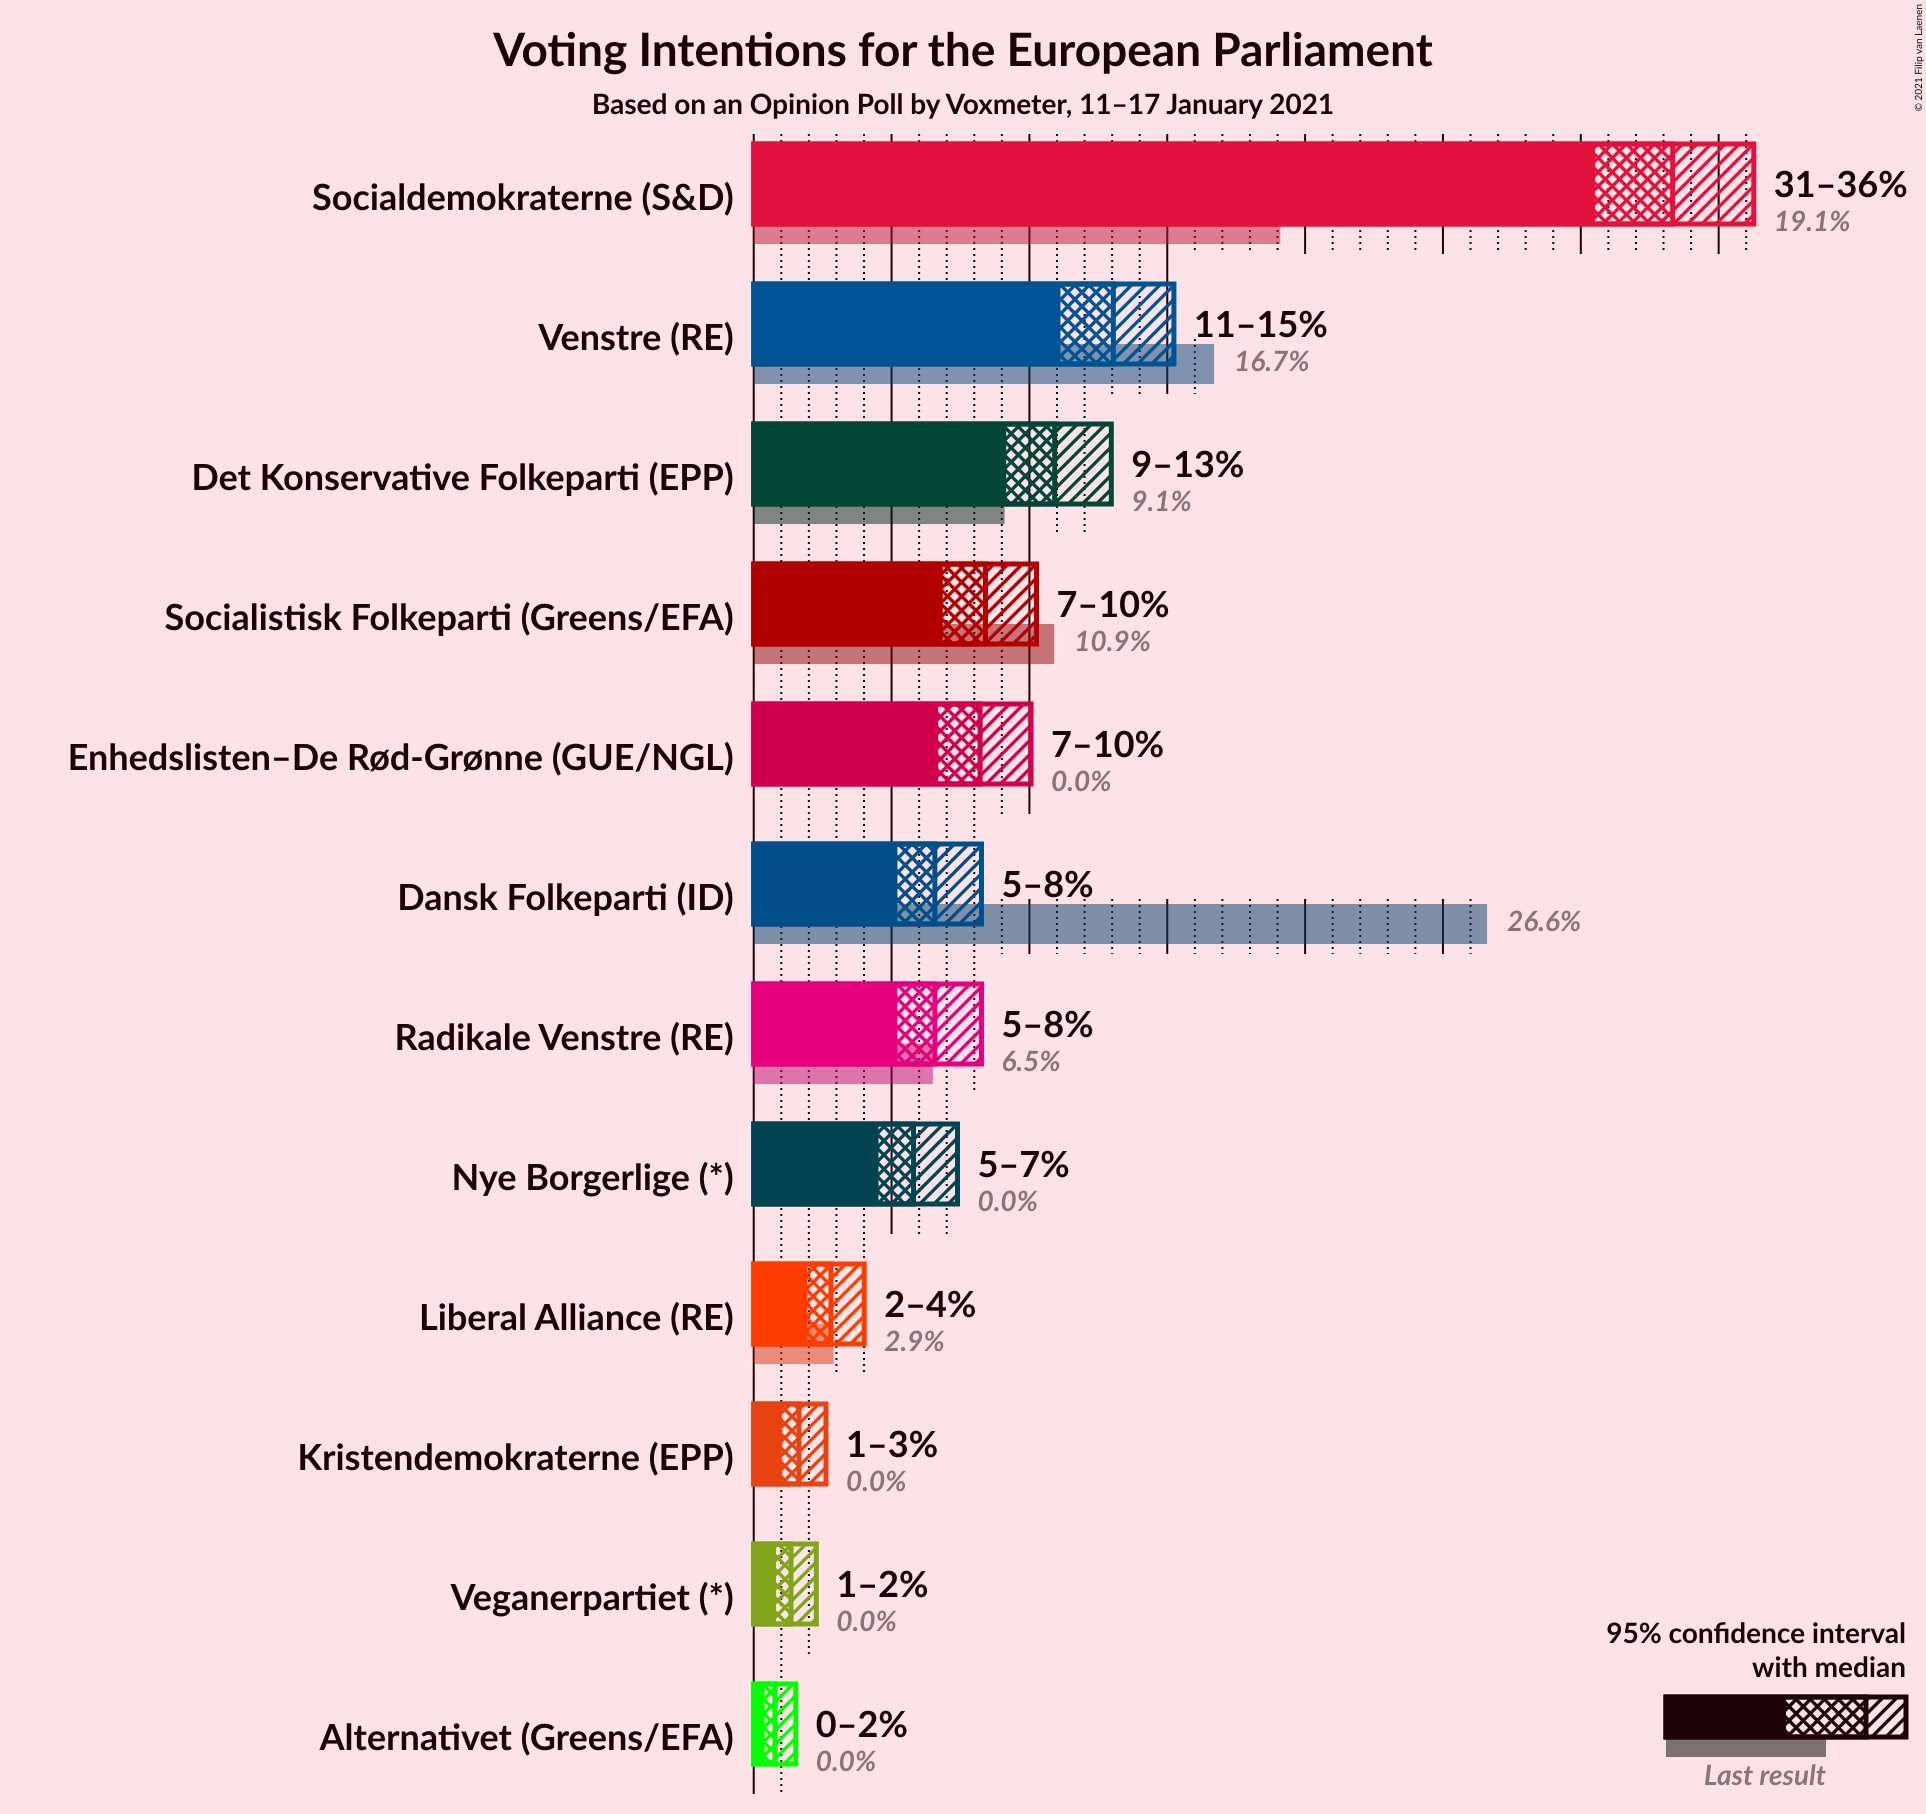 Voting Intentions for the European Parliament
Based on an Opinion Poll by Voxmeter, 11–17 January 2021
© 2021 Filip van Laenen
Socialdemokraterne (S&D)
31–36%
19.1%
Venstre (RE)
11–15%
16.7%
Det Konservative Folkeparti (EPP)
9–13%
9.1%
Socialistisk Folkeparti (Greens/EFA)
7–10%
10.9%
Enhedslisten–De Rød-Grønne (GUE/NGL)
7–10%
0.0%
Dansk Folkeparti (ID)
5–8%
26.6%
Radikale Venstre (RE)
5–8%
6.5%
Nye Borgerlige (*)
5–7%
0.0%
Liberal Alliance (RE)
2–4%
2.9%
Kristendemokraterne (EPP)
1–3%
0.0%
Veganerpartiet (*)
1–2%
0.0%
Alternativet (Greens/EFA)
0–2%
0.0%
95% confidence interval
with median
Last result